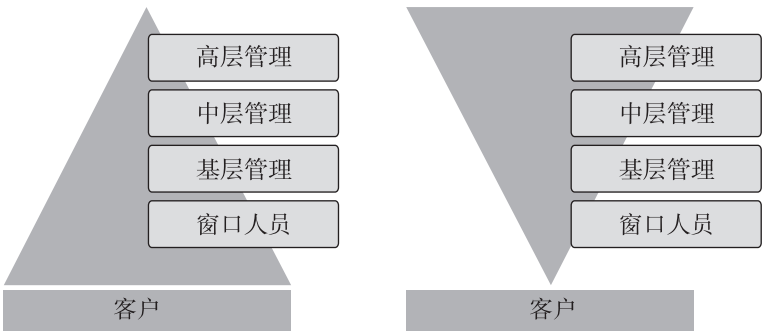 高层管理
中层管理
基层管理
窗口人员
客户
高层管理
中层管理
基层管理
窗口人员
客户